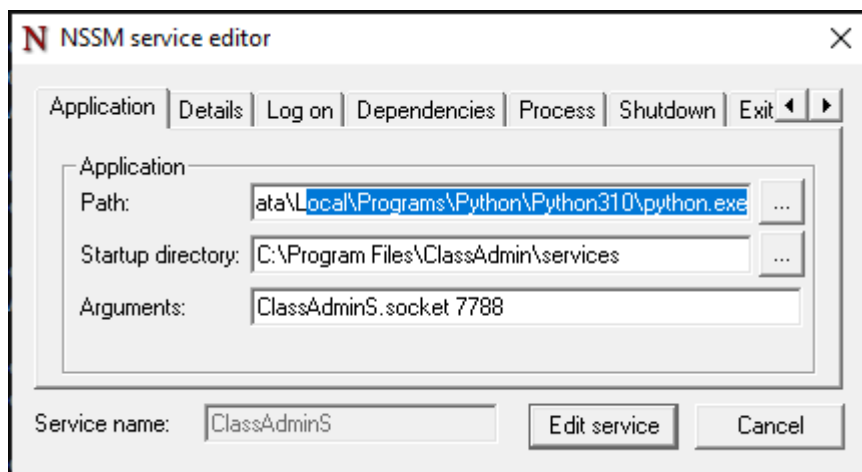 NSSM service editor
Application Details Log on Dependencies Process Shutdown Exit
Application
Path: ata\Local\Programs\Python\Python310\python.exe ...
Startup directory: C:\Program Files\ClassAdmin\services ...
Arguments: ClassAdminS.socket 7788
Service name: ClassAdminS Edit service Cancel